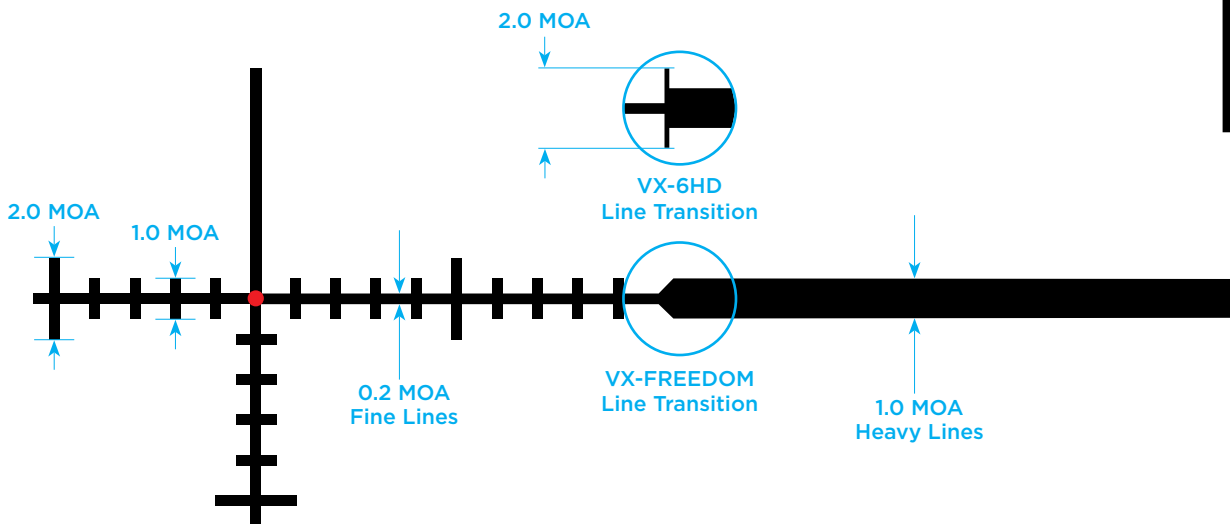 2.0 MOA
VX-6HD
Line Transition
2.0 MOA
1.0 MOA
0.2 MOA
Fine Lines
VX-FREEDOM
Line Transition
1.0 MOA
Heavy Lines